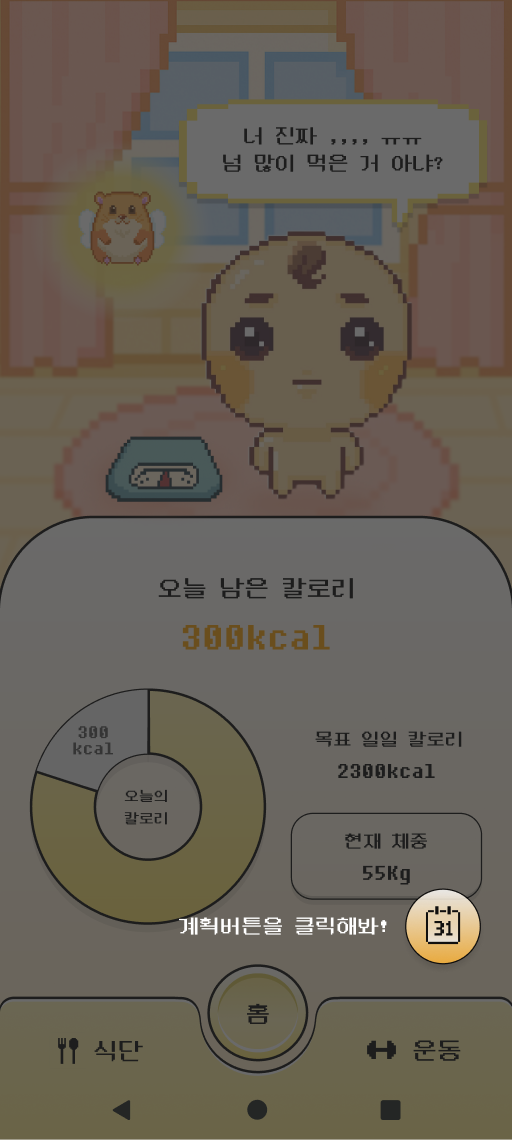 너 진짜 ,,,, ㅠㅠ
넘 많이 먹은 거 아냐?
오늘 남은 칼로리
300kcal
300
kcal
오늘의
칼로리
목표 일일 칼로리
2300kcal
현재 체중
55Kg
계획버튼을 클릭해봐!
31
홈
식단
운동